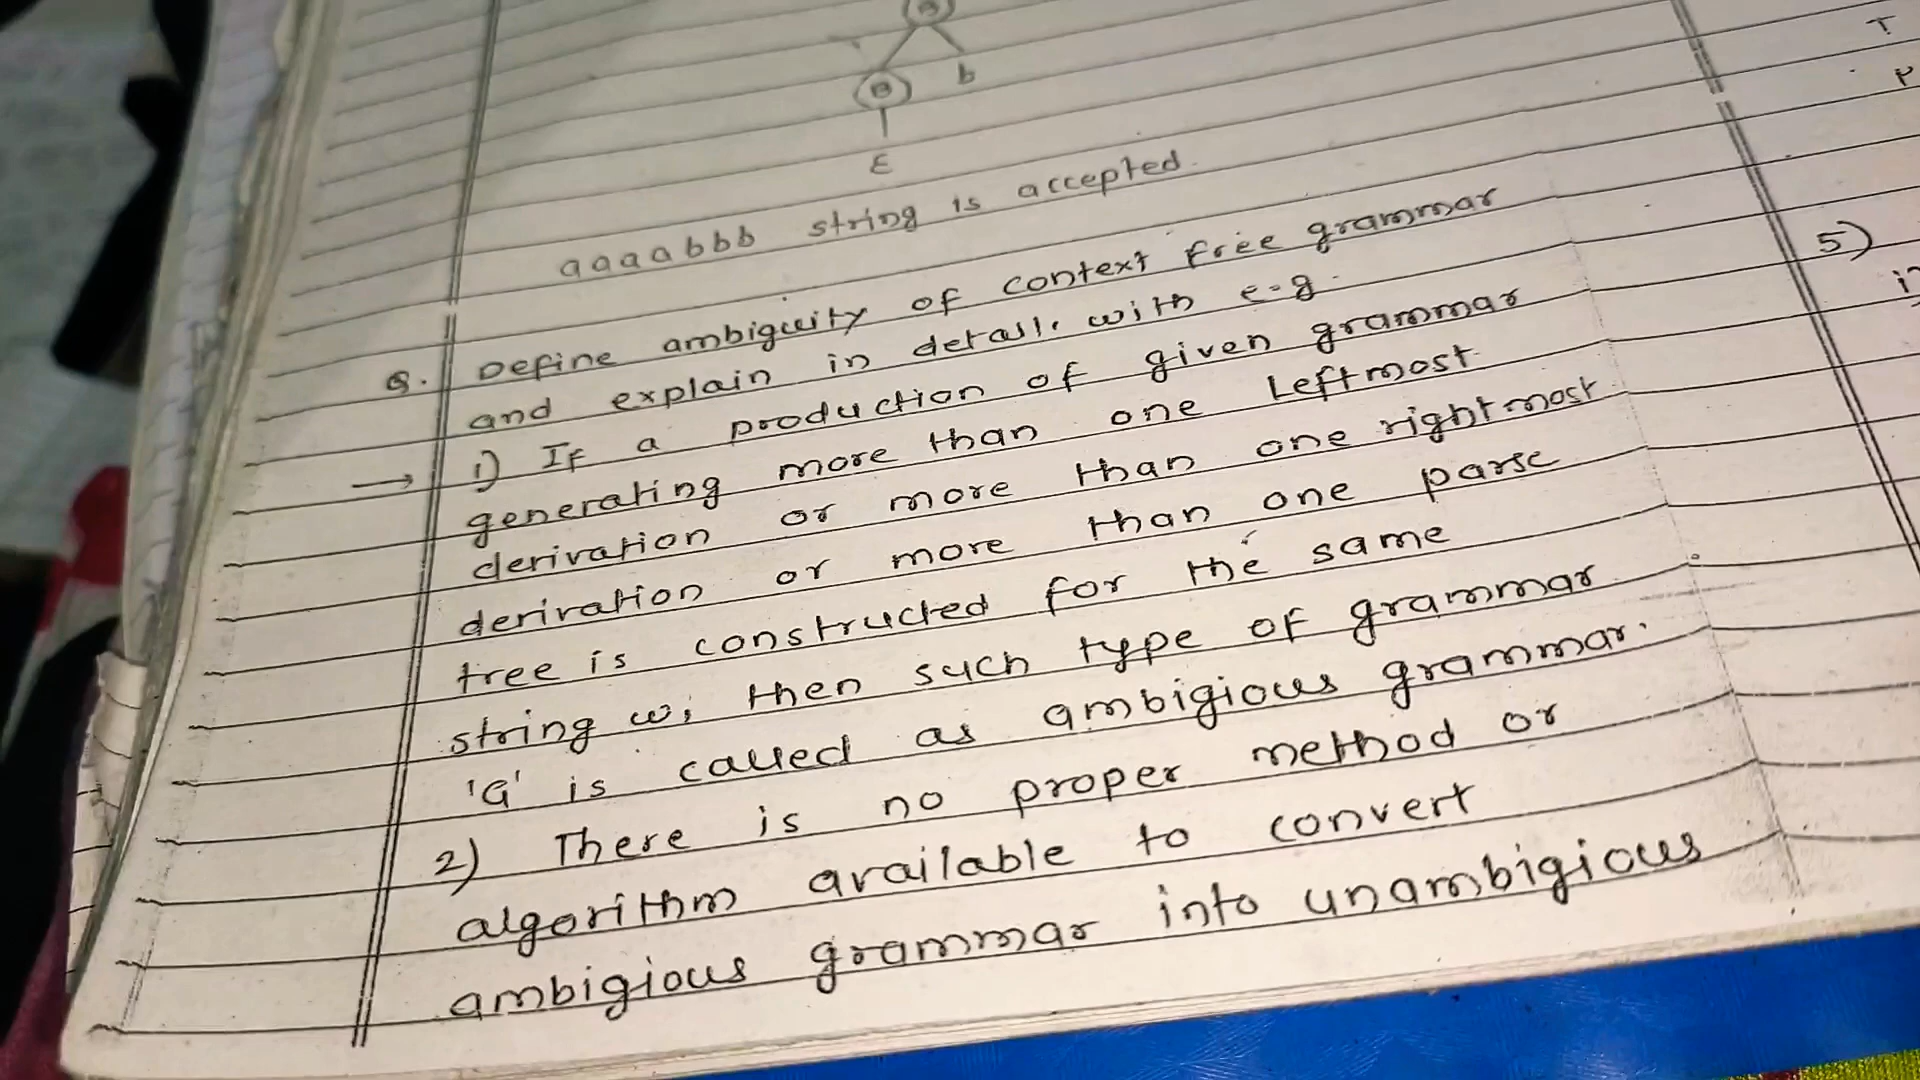 B
b
B
ε
aaaabbb string is accepted.
Q. Define ambiguity of context free grammar
and explain in detail. with e.g.
→ 1) If a production of given grammar
generating more than one Leftmost
derivation or more than one rightmost
derivation or more than one parse
tree is constructed for the same
string w, then such type of grammar
'G' is called as ambigious grammar.
2) There is no proper method or
algorithm available to convert
ambigious grammar into unambigious
T
P
5)